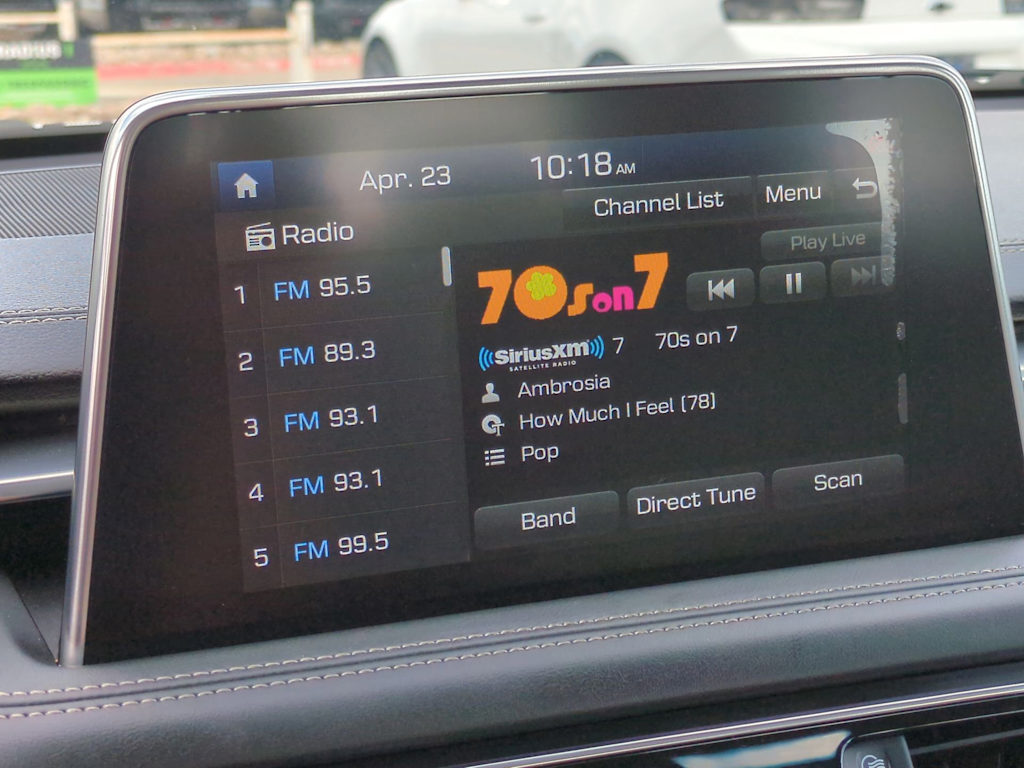 Apr. 23
10:18 AM
Channel List
Menu
Radio
Play Live
1 FM 95.5
2 FM 89.3
3 FM 93.1
4 FM 93.1
5 FM 99.5
70s on 7
SiriusXM 7 70s on 7
SATELLITE RADIO
Ambrosia
How Much I Feel (78)
Pop
Band
Direct Tune
Scan